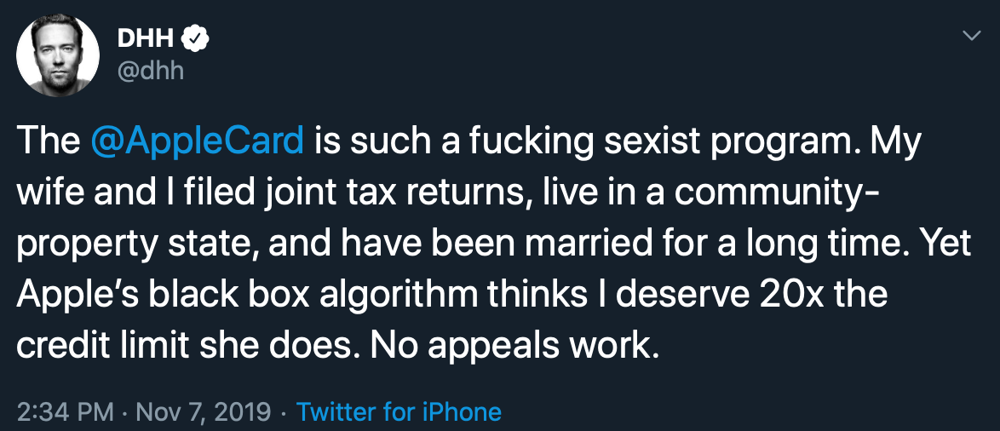 DHH
@dhh
The @AppleCard is such a fucking sexist program. My
wife and I filed joint tax returns, live in a community-
property state, and have been married for a long time. Yet
Apple’s black box algorithm thinks I deserve 20x the
credit limit she does. No appeals work.
2:34 PM · Nov 7, 2019 · Twitter for iPhone